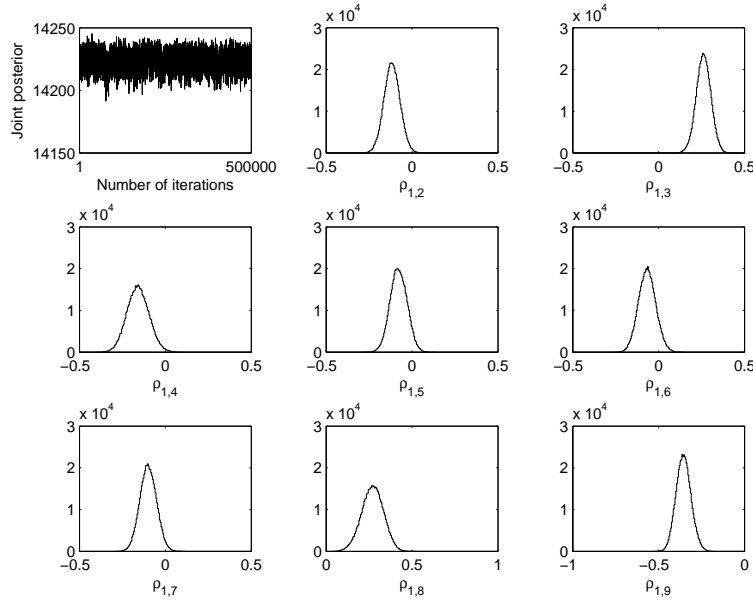 Joint posterior
14250
14200
14150
1 500000
Number of iterations
x 10^4
3
2
1
0
−0.5 0 0.5
ρ1,2
x 10^4
3
2
1
0
−0.5 0 0.5
ρ1,3
x 10^4
3
2
1
0
−0.5 0 0.5
ρ1,4
x 10^4
3
2
1
0
−0.5 0 0.5
ρ1,5
x 10^4
3
2
1
0
−0.5 0 0.5
ρ1,6
x 10^4
3
2
1
0
−0.5 0 0.5
ρ1,7
x 10^4
3
2
1
0
0 0.5 1
ρ1,8
x 10^4
3
2
1
0
−1 −0.5 0
ρ1,9